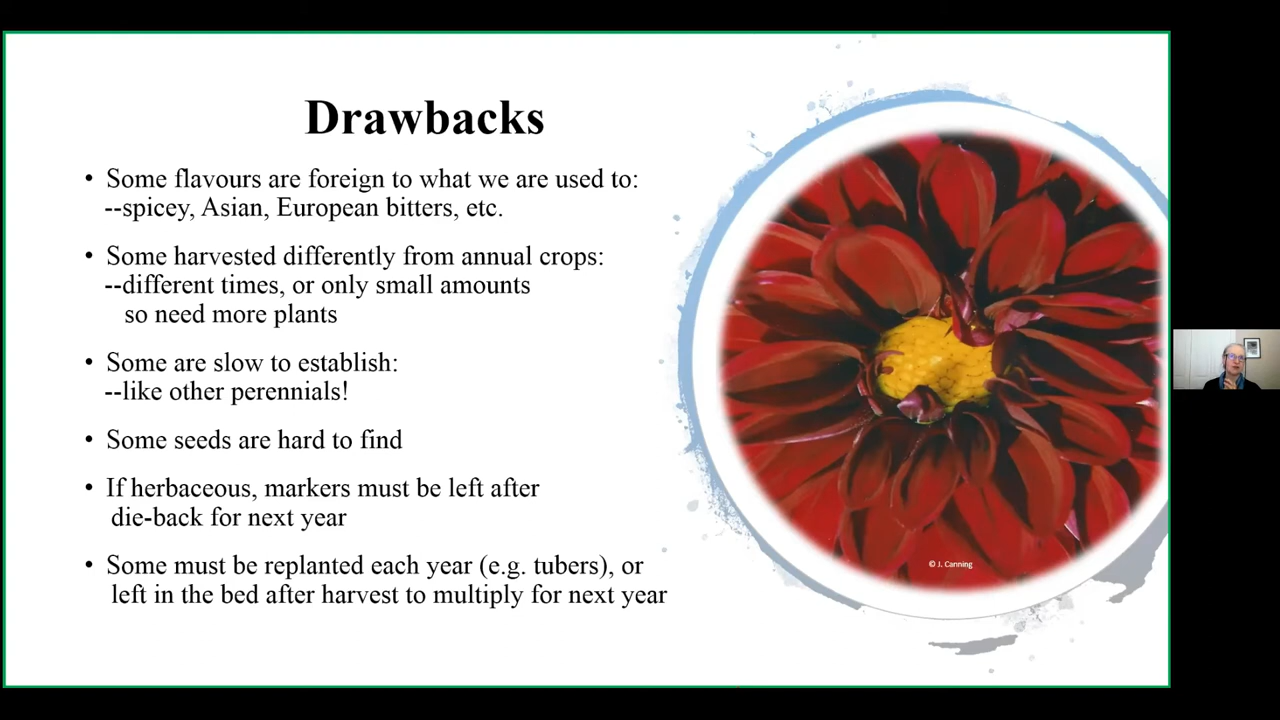 Drawbacks
• Some flavours are foreign to what we are used to:
--spicey, Asian, European bitters, etc.
• Some harvested differently from annual crops:
--different times, or only small amounts
so need more plants
• Some are slow to establish:
--like other perennials!
• Some seeds are hard to find
• If herbaceous, markers must be left after
die-back for next year
• Some must be replanted each year (e.g. tubers), or
left in the bed after harvest to multiply for next year
© J. Canning